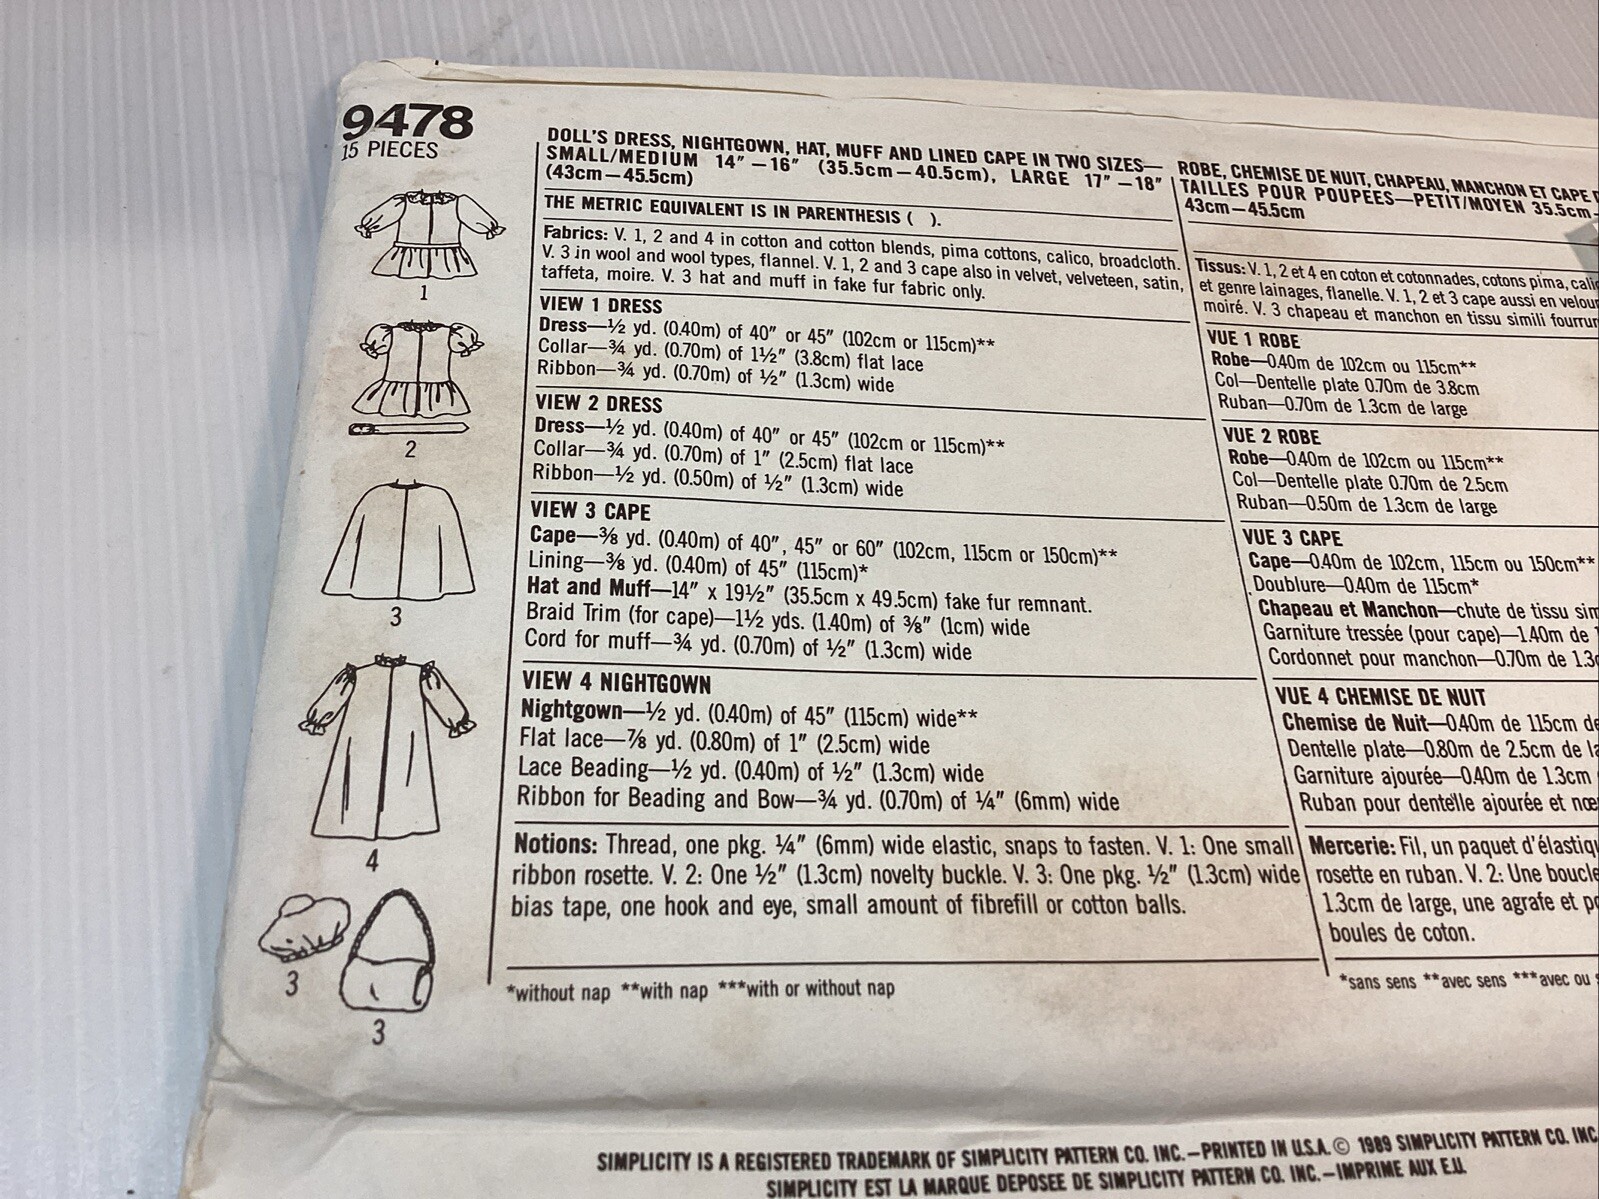 9478
15 PIECES
1
2
3
4
3
3
DOLL'S DRESS, NIGHTGOWN, HAT, MUFF AND LINED CAPE IN TWO SIZES—
SMALL/MEDIUM 14" —16" (35.5cm—40.5cm), LARGE 17" —18"
(43cm—45.5cm)
THE METRIC EQUIVALENT IS IN PARENTHESIS ( ).
Fabrics: V. 1, 2 and 4 in cotton and cotton blends, pima cottons, calico, broadcloth.
V. 3 in wool and wool types, flannel. V. 1, 2 and 3 cape also in velvet, velveteen, satin,
taffeta, moire. V. 3 hat and muff in fake fur fabric only.
VIEW 1 DRESS
Dress—½ yd. (0.40m) of 40" or 45" (102cm or 115cm)**
Collar—¾ yd. (0.70m) of 1½" (3.8cm) flat lace
Ribbon—¾ yd. (0.70m) of ½" (1.3cm) wide
VIEW 2 DRESS
Dress—½ yd. (0.40m) of 40" or 45" (102cm or 115cm)**
Collar—¾ yd. (0.70m) of 1" (2.5cm) flat lace
Ribbon—½ yd. (0.50m) of ½" (1.3cm) wide
VIEW 3 CAPE
Cape—⅜ yd. (0.40m) of 40", 45" or 60" (102cm, 115cm or 150cm)**
Lining—⅜ yd. (0.40m) of 45" (115cm)*
Hat and Muff—14" x 19½" (35.5cm x 49.5cm) fake fur remnant.
Braid Trim (for cape)—1½ yds. (1.40m) of ⅜" (1cm) wide
Cord for muff—¾ yd. (0.70m) of ½" (1.3cm) wide
VIEW 4 NIGHTGOWN
Nightgown—½ yd. (0.40m) of 45" (115cm) wide**
Flat lace—⅞ yd. (0.80m) of 1" (2.5cm) wide
Lace Beading—½ yd. (0.40m) of ½" (1.3cm) wide
Ribbon for Beading and Bow—¾ yd. (0.70m) of ¼" (6mm) wide
Notions: Thread, one pkg. ¼" (6mm) wide elastic, snaps to fasten. V. 1: One small
ribbon rosette. V. 2: One ½" (1.3cm) novelty buckle. V. 3: One pkg. ½" (1.3cm) wide
bias tape, one hook and eye, small amount of fibrefill or cotton balls.
*without nap **with nap ***with or without nap
ROBE, CHEMISE DE NUIT, CHAPEAU, MANCHON ET CAPE
TAILLES POUR POUPEES—PETIT/MOYEN 35.5cm-
43cm—45.5cm
Tissus: V. 1, 2 et 4 en coton et cotonnades, cotons pima,
et genre lainages, flanelle. V. 1, 2 et 3 cape aussi en
moiré. V. 3 chapeau et manchon en tissu simili
VUE 1 ROBE
Robe—0.40m de 102cm ou 115cm**
Col—Dentelle plate 0.70m de 3.8cm
Ruban—0.70m de 1.3cm de large
VUE 2 ROBE
Robe—0.40m de 102cm ou 115cm**
Col—Dentelle plate 0.70m de 2.5cm
Ruban—0.50m de 1.3cm de large
VUE 3 CAPE
Cape—0.40m de 102cm, 115cm ou 150cm**
Doublure—0.40m de 115cm*
Chapeau et Manchon—chute de tissu
Garniture tressée (pour cape)—1.40m de
Cordonnet pour manchon—0.70m de
VUE 4 CHEMISE DE NUIT
Chemise de Nuit—0.40m de 115cm
Dentelle plate—0.80m de 2.5cm de
Garniture ajourée—0.40m de 1.3cm
Ruban pour dentelle ajourée et
Mercerie: Fil, un paquet
rosette en ruban. V. 2: Une
1.3cm de large, une agrafe et
boules de coton.
*sans sens **avec sens ***avec ou
SIMPLICITY IS A REGISTERED TRADEMARK OF SIMPLICITY PATTERN CO. INC.—PRINTED IN U.S.A. © 1989 SIMPLICITY PATTERN CO. INC.
SIMPLICITY EST LA MARQUE DEPOSEE DE SIMPLICITY PATTERN CO. INC.—IMPRIME AUX E.U.